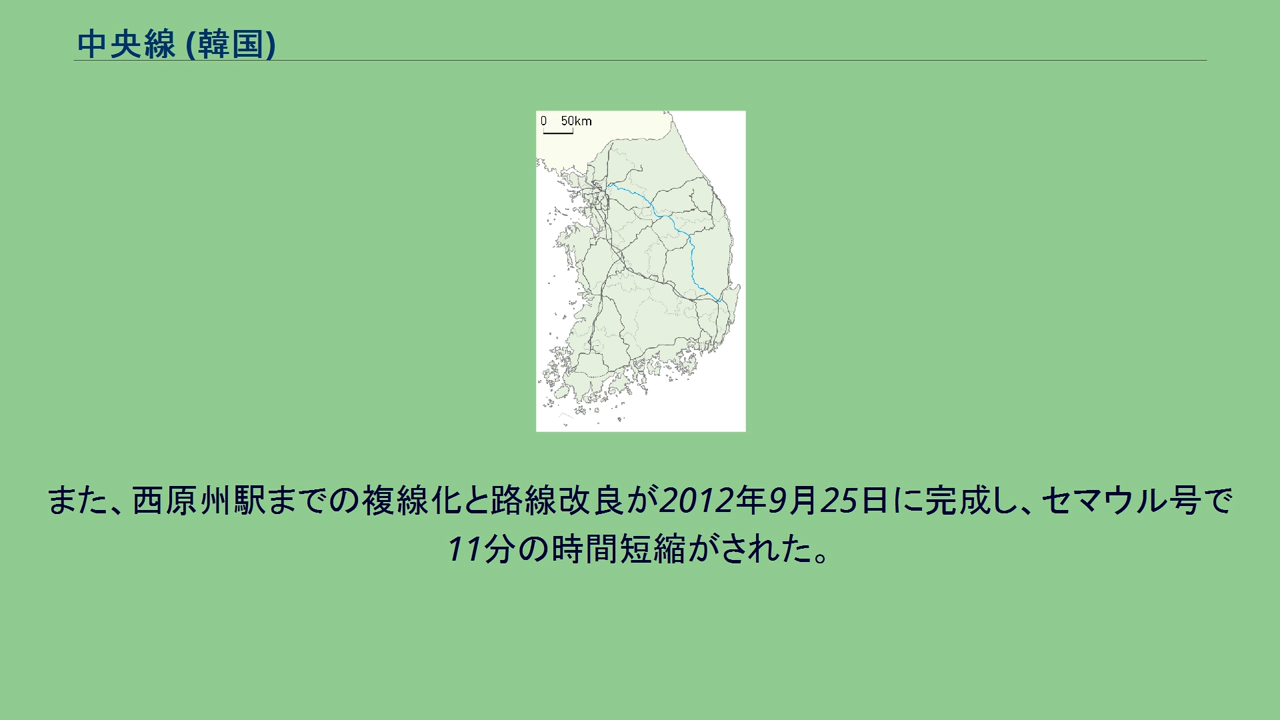 中央線 (韓国)
0 50km
また、西原州駅までの複線化と路線改良が2012年9月25日に完成し、セマウル号で
11分の時間短縮がされた。